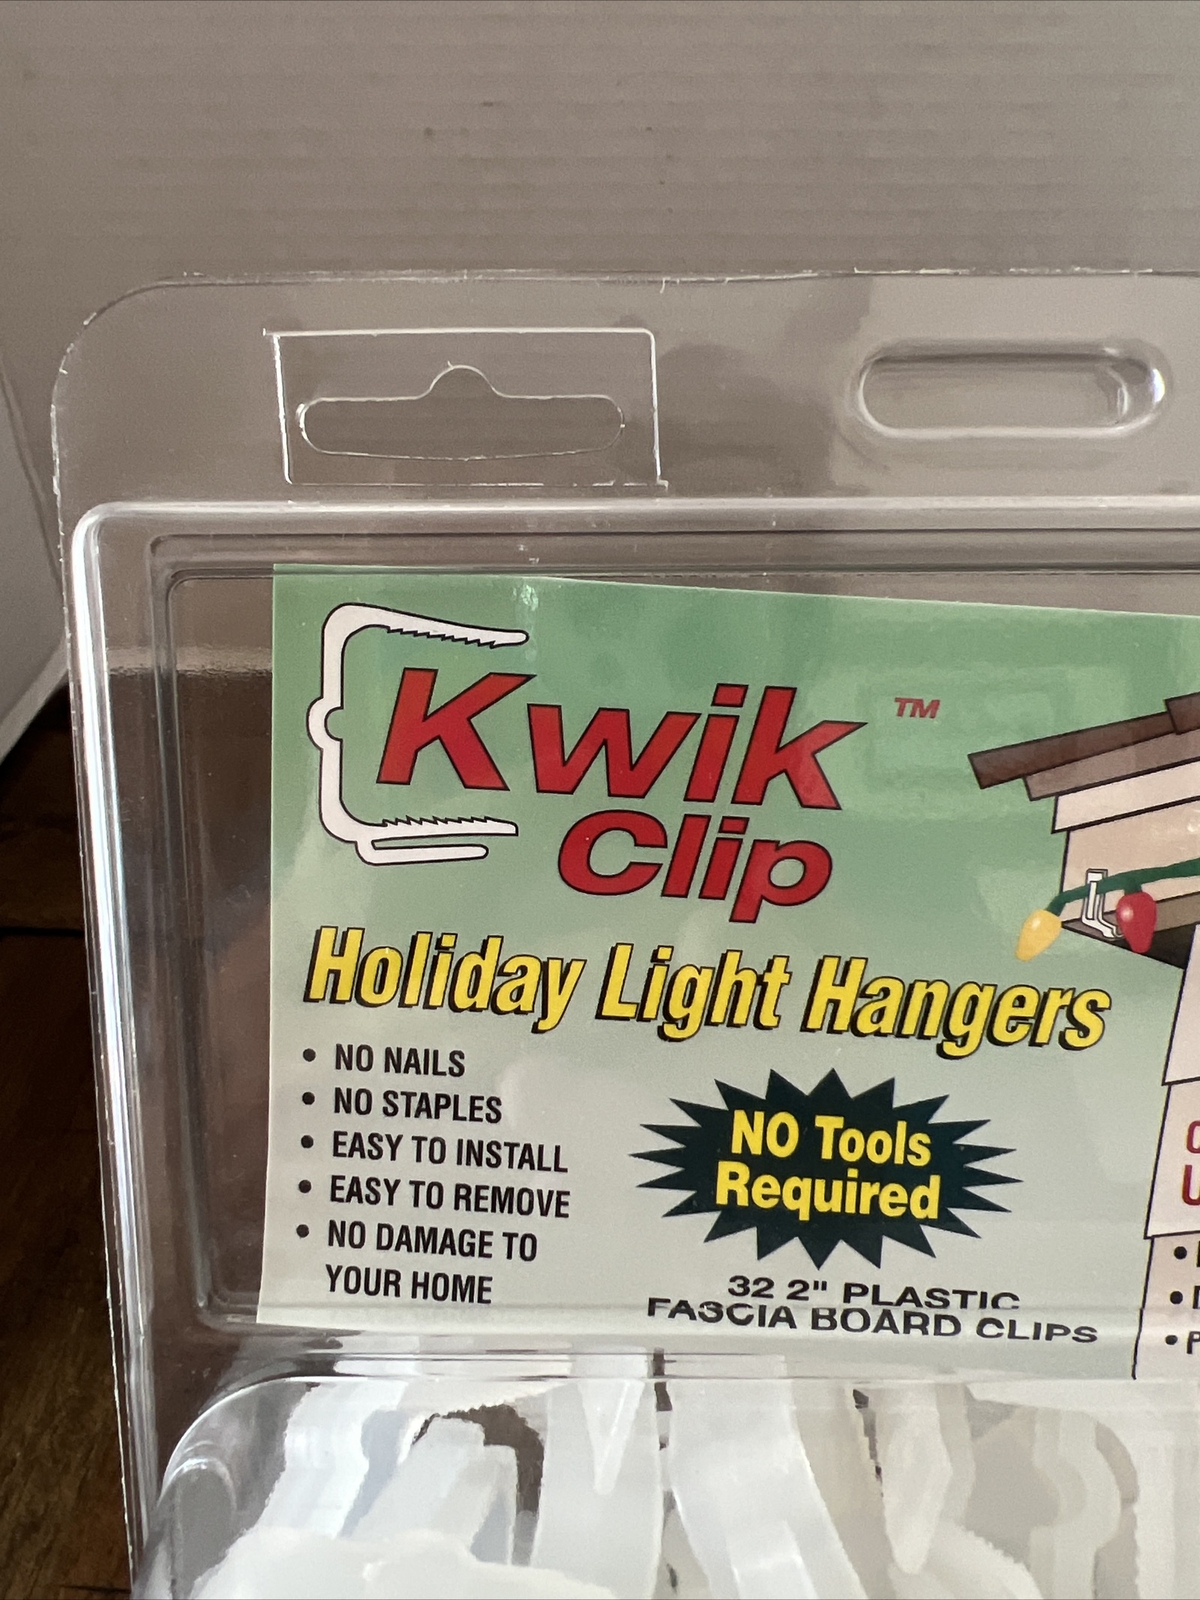 Kwik TM
Clip
Holiday Light Hangers
• NO NAILS
• NO STAPLES
• EASY TO INSTALL
• EASY TO REMOVE
• NO DAMAGE TO
YOUR HOME
NO Tools
Required
32 2" PLASTIC
FASCIA BOARD CLIPS